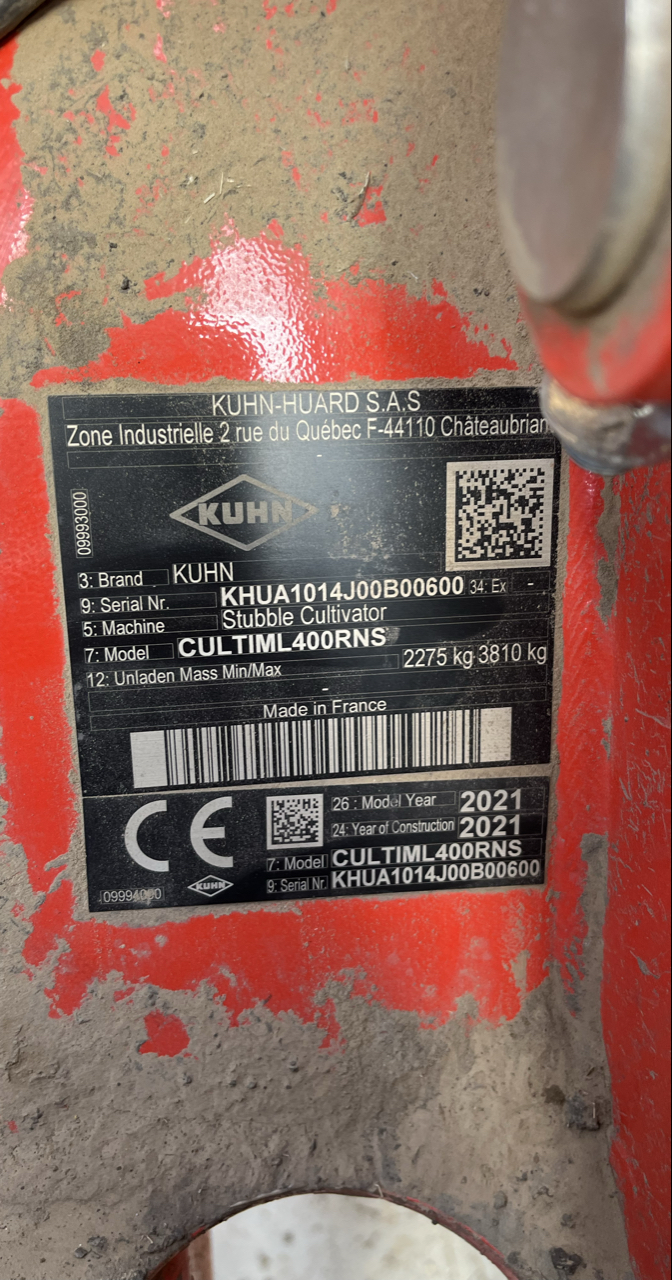 KUHN-HUARD S.A.S
Zone Industrielle 2 rue du Québec F-44110 Châteaubrian
09993000
KUHN
3: Brand KUHN
9: Serial Nr. KHUA1014J00B00600 34: Ex -
5: Machine Stubble Cultivator
7: Model CULTIML400RNS
12: Unladen Mass Min/Max 2275 kg 3810 kg
-
Made in France
CE
26 : Model Year 2021
24: Year of Construction 2021
7: Model CULTIML400RNS
9: Serial Nr. KHUA1014J00B00600
09994000
KUHN